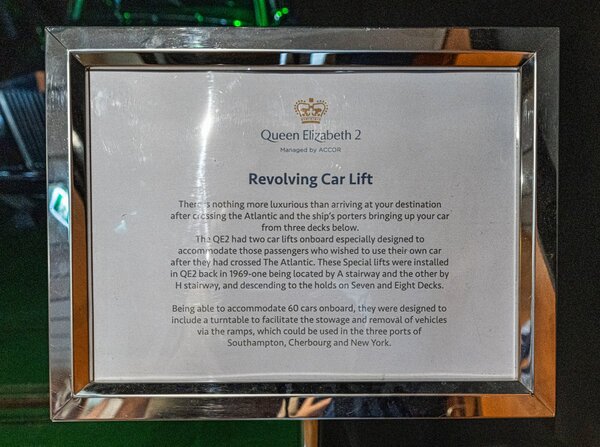 Queen Elizabeth 2
Managed by ACCOR
Revolving Car Lift
There is nothing more luxurious than arriving at your destination
after crossing the Atlantic and the ship's porters bringing up your car
from three decks below.
The QE2 had two car lifts onboard especially designed to
accommodate those passengers who wished to use their own car
after they had crossed The Atlantic. These Special lifts were installed
in QE2 back in 1969-one being located by A stairway and the other by
H stairway, and descending to the holds on Seven and Eight Decks.
Being able to accommodate 60 cars onboard, they were designed to
include a turntable to facilitate the stowage and removal of vehicles
via the ramps, which could be used in the three ports of
Southampton, Cherbourg and New York.